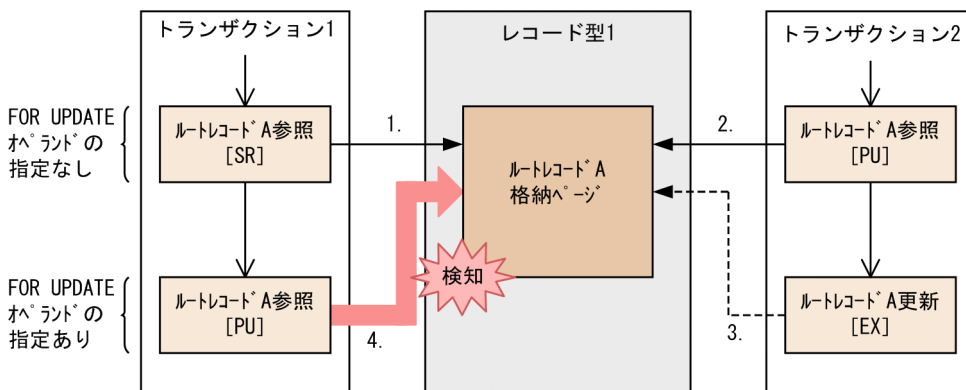 トランザクション1
レコード型1
トランザクション2
FOR UPDATE
ｵﾍﾟﾗﾝﾄﾞの
指定なし
ﾙｰﾄﾚｺｰﾄﾞA参照
[SR]
1.
ﾙｰﾄﾚｺｰﾄﾞA
格納ﾍﾟｰｼﾞ
2.
ﾙｰﾄﾚｺｰﾄﾞA参照
[PU]
検知
FOR UPDATE
ｵﾍﾟﾗﾝﾄﾞの
指定あり
ﾙｰﾄﾚｺｰﾄﾞA参照
[PU]
4.
3.
ﾙｰﾄﾚｺｰﾄﾞA更新
[EX]